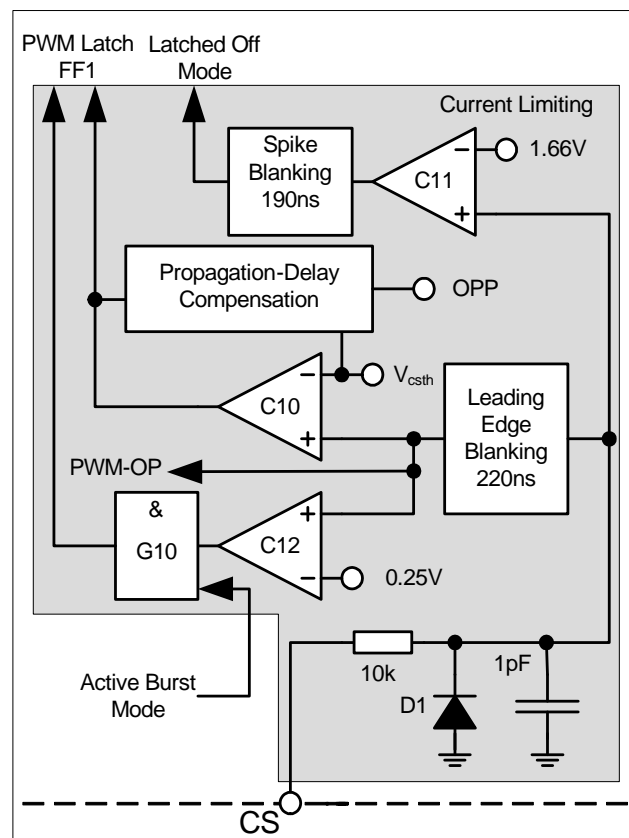 PWM Latch
FF1
Latched Off
Mode
Current Limiting
Spike
Blanking
190ns
C11
1.66V
Propagation-Delay
Compensation
OPP
C10
Vcsth
Leading
Edge
Blanking
220ns
PWM-OP
&
G10
C12
0.25V
Active Burst
Mode
10k
D1
1pF
CS